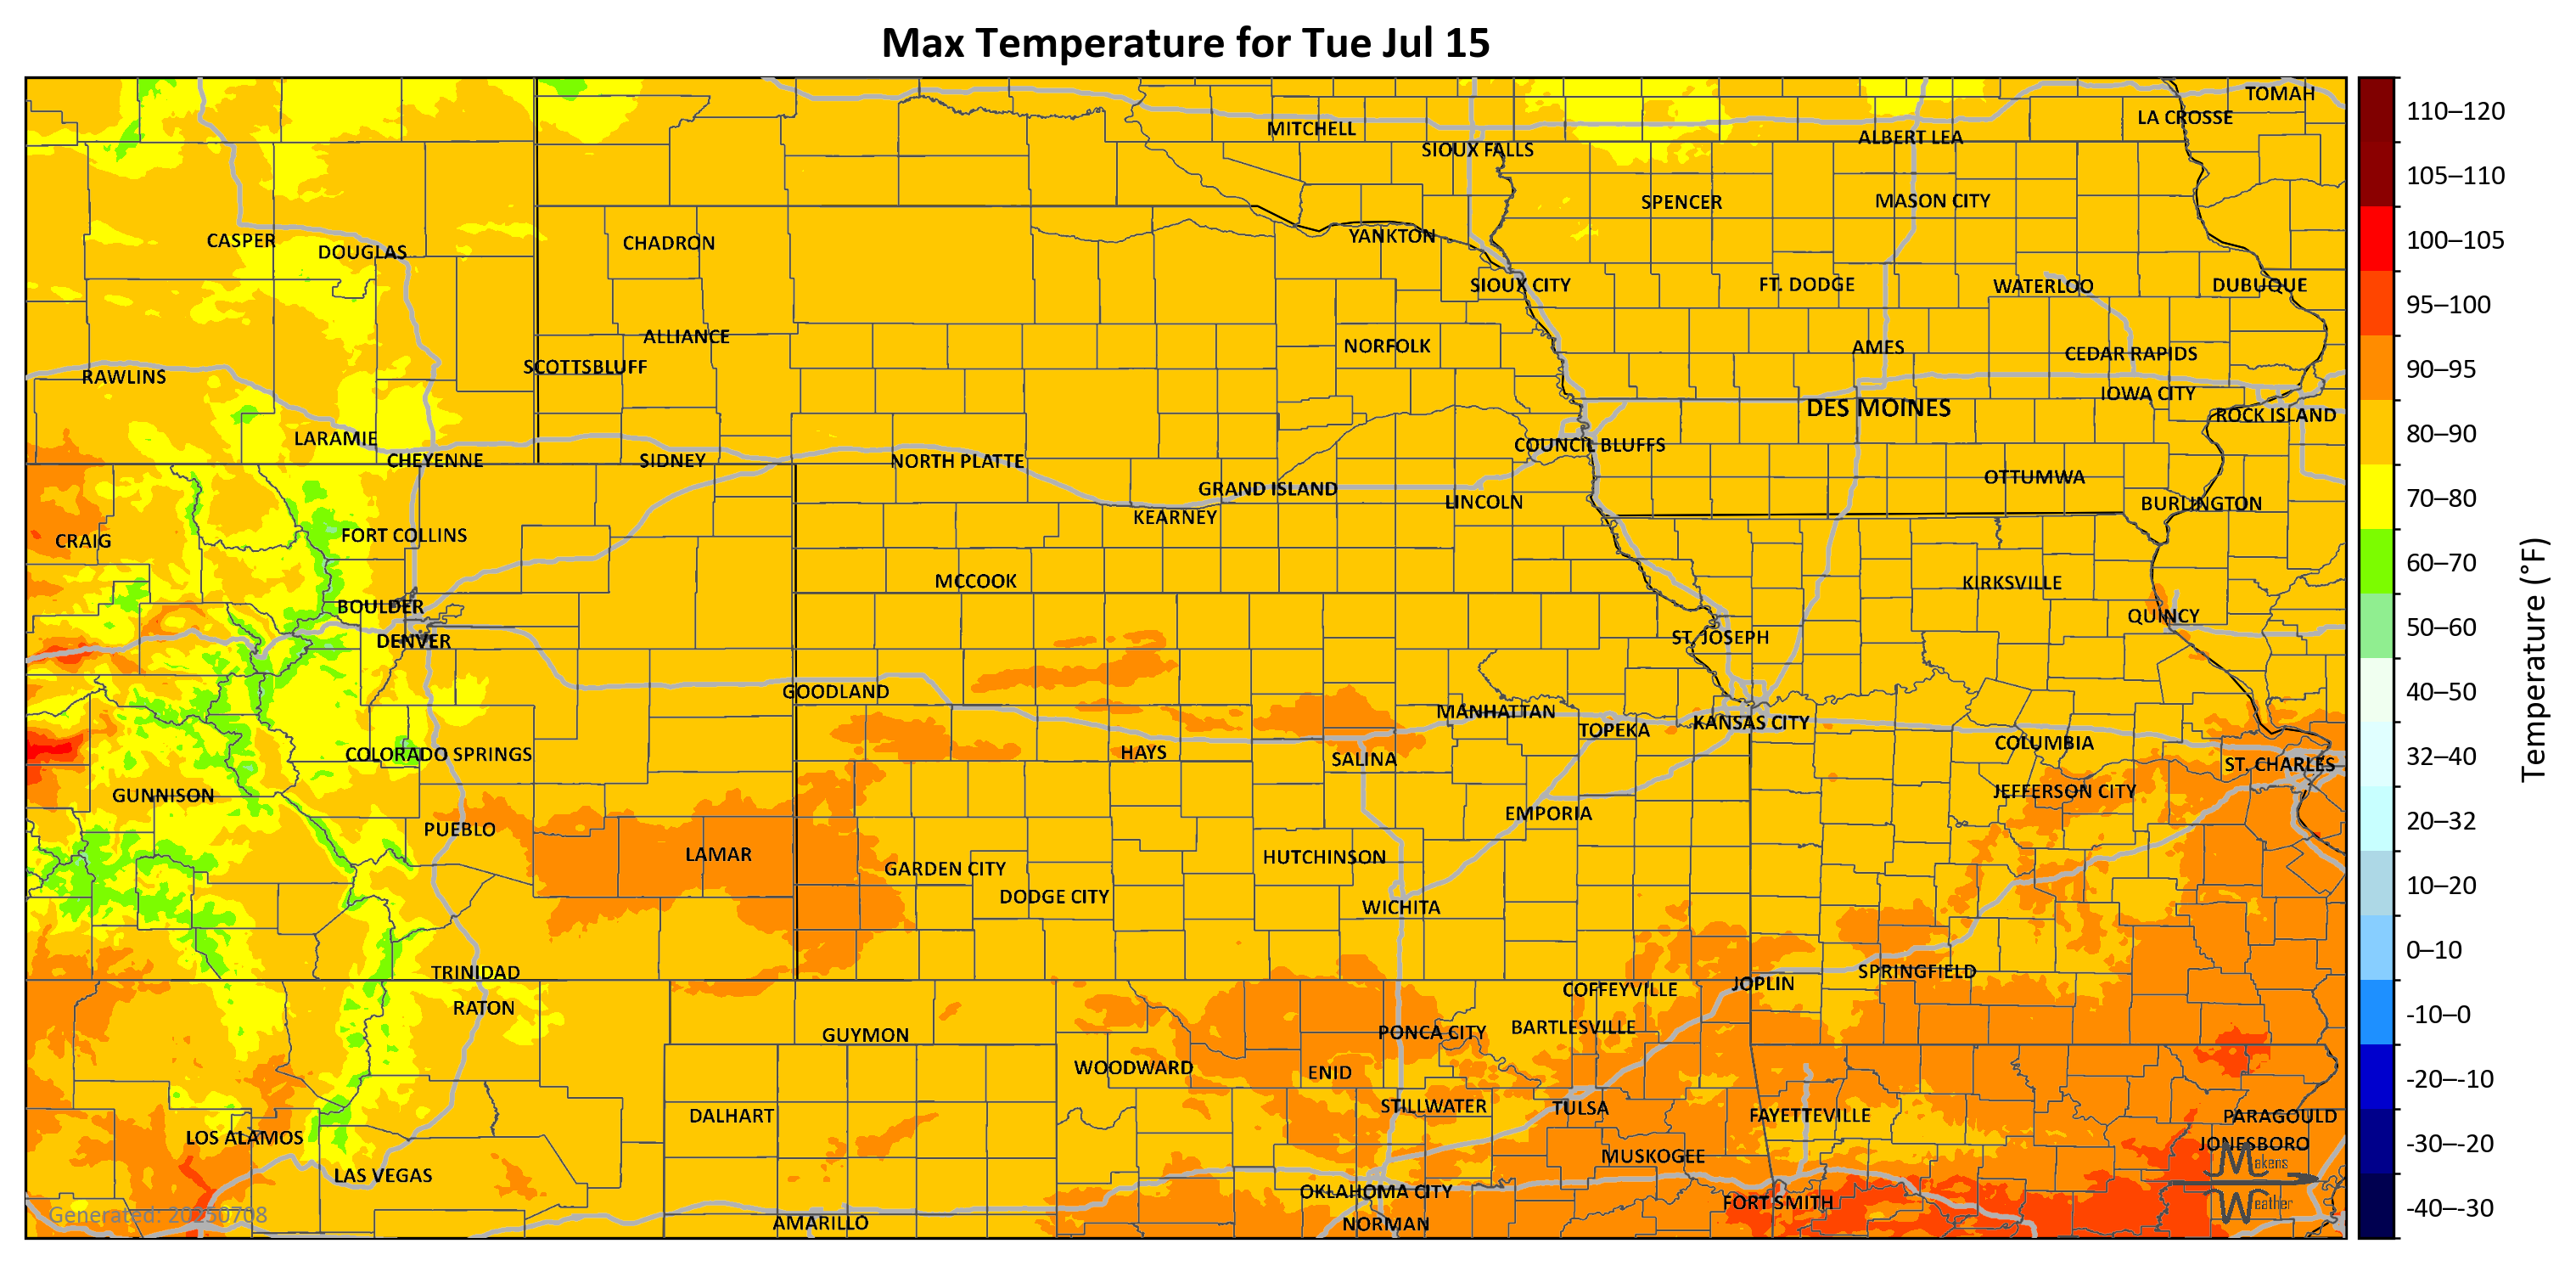 Max Temperature for Tue Jul 15
TOMAH
LA CROSSE
MITCHELL
ALBERT LEA
SIOUX FALLS
SPENCER
MASON CITY
CASPER
DOUGLAS
CHADRON
YANKTON
SIOUX CITY
FT. DODGE
WATERLOO
DUBUQUE
ALLIANCE
NORFOLK
AMES
CEDAR RAPIDS
SCOTTSBLUFF
RAWLINS
IOWA CITY
DES MOINES
ROCK ISLAND
LARAMIE
COUNCIL BLUFFS
CHEYENNE
SIDNEY
NORTH PLATTE
OTTUMWA
GRAND ISLAND
LINCOLN
BURLINGTON
KEARNEY
CRAIG
FORT COLLINS
MCCOOK
KIRKSVILLE
BOULDER
QUINCY
DENVER
ST. JOSEPH
GOODLAND
MANHATTAN
KANSAS CITY
TOPEKA
COLUMBIA
COLORADO SPRINGS
HAYS
SALINA
ST. CHARLES
GUNNISON
JEFFERSON CITY
EMPORIA
PUEBLO
LAMAR
HUTCHINSON
GARDEN CITY
DODGE CITY
WICHITA
TRINIDAD
SPRINGFIELD
JOPLIN
COFFEYVILLE
RATON
GUYMON
PONCA CITY
BARTLESVILLE
WOODWARD
ENID
STILLWATER
TULSA
DALHART
FAYETTEVILLE
PARAGOULD
LOS ALAMOS
JONESBORO
MUSKOGEE
LAS VEGAS
OKLAHOMA CITY
FORT SMITH
AMARILLO
NORMAN
Generated: 20250708
Makens
Weather
110–120
105–110
100–105
95–100
90–95
80–90
70–80
60–70
50–60
40–50
32–40
20–32
10–20
0–10
-10–0
-20–-10
-30–-20
-40–-30
Temperature (°F)